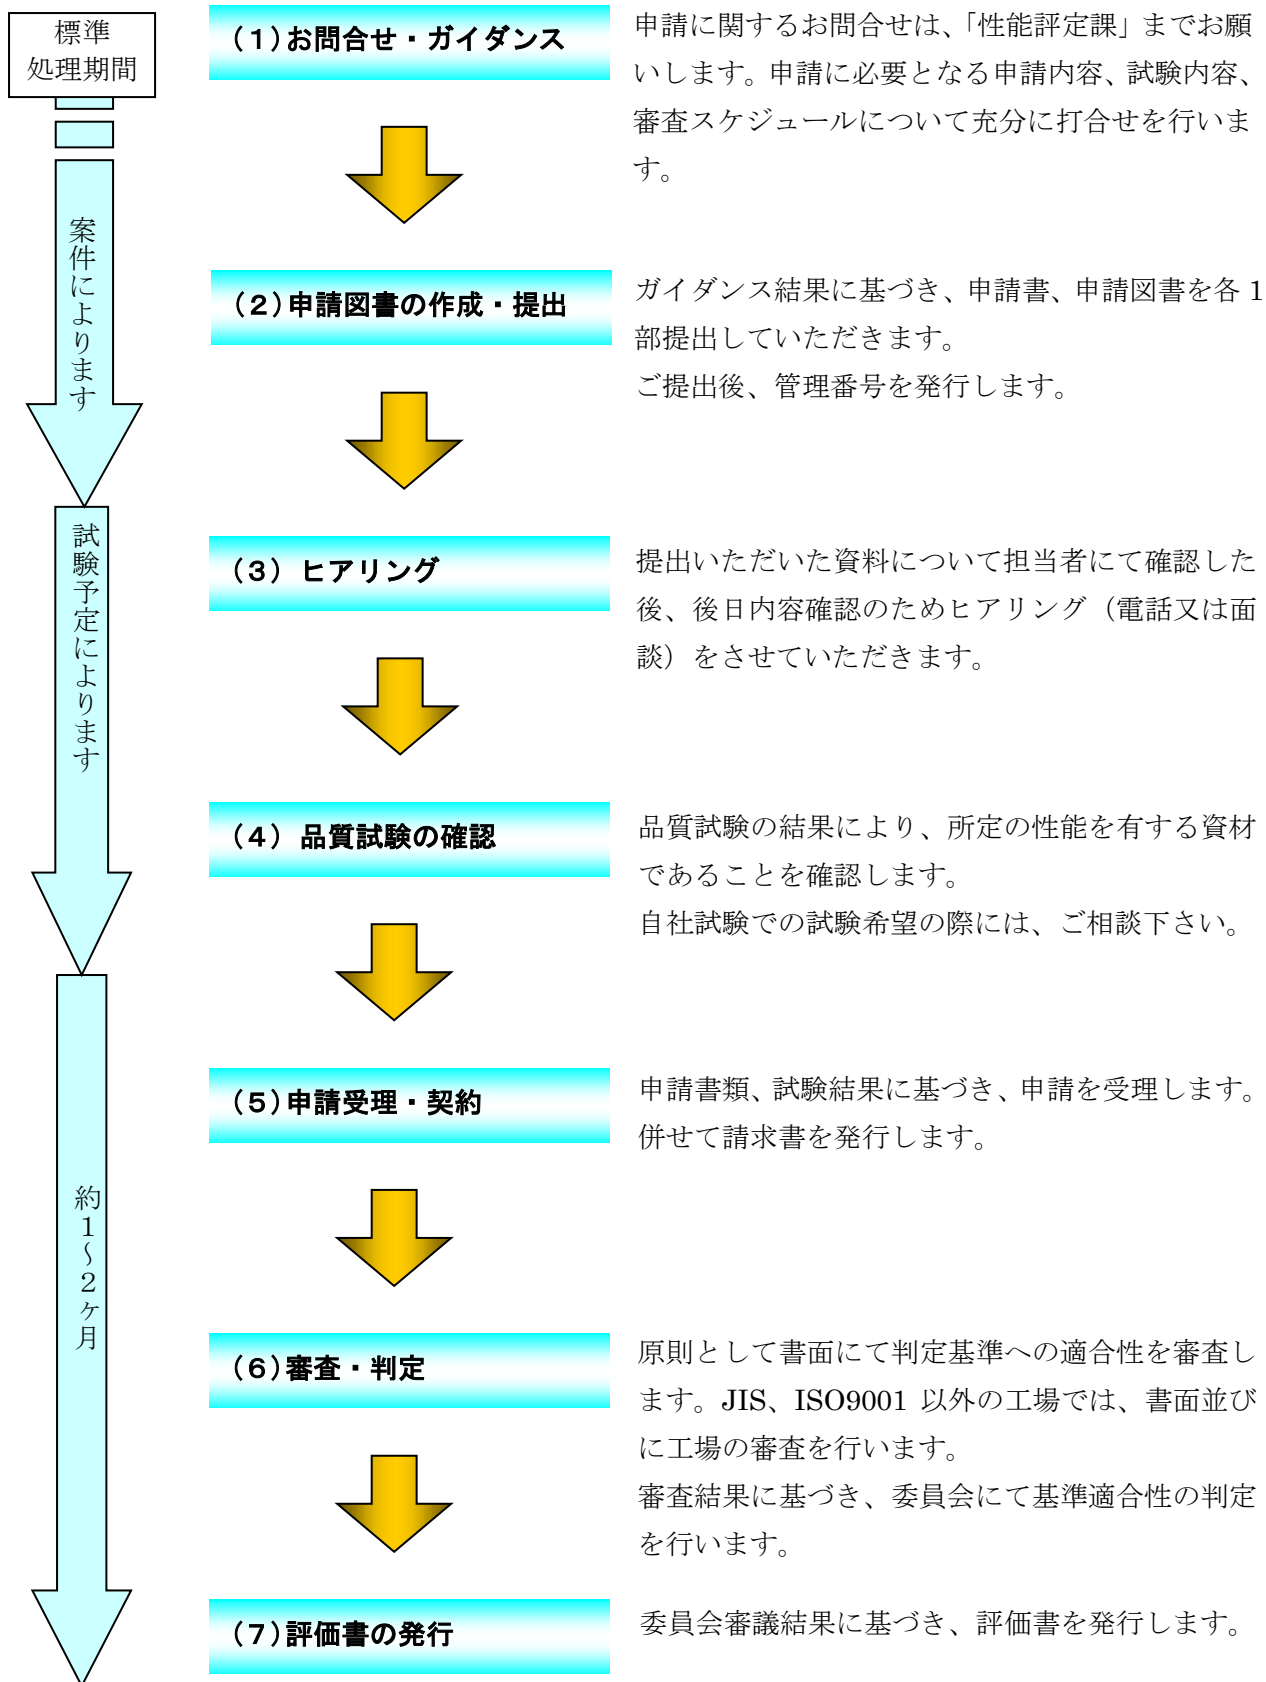 標準
処理期間
(1)お問合せ・ガイダンス
申請に関するお問合せは、「性能評定課」までお願
いします。申請に必要となる申請内容、試験内容、
審査スケジュールについて充分に打合せを行いま
す。
案件によります
(2)申請図書の作成・提出
ガイダンス結果に基づき、申請書、申請図書を各 1
部提出していただきます。
ご提出後、管理番号を発行します。
試験予定によります
(3) ヒアリング
提出いただいた資料について担当者にて確認した
後、後日内容確認のためヒアリング（電話又は面
談）をさせていただきます。
(4) 品質試験の確認
品質試験の結果により、所定の性能を有する資材
であることを確認します。
自社試験での試験希望の際には、ご相談下さい。
約1～2ヶ月
(5)申請受理・契約
申請書類、試験結果に基づき、申請を受理します。
併せて請求書を発行します。
(6)審査・判定
原則として書面にて判定基準への適合性を審査し
ます。JIS、ISO9001 以外の工場では、書面並び
に工場の審査を行います。
審査結果に基づき、委員会にて基準適合性の判定
を行います。
(7)評価書の発行
委員会審議結果に基づき、評価書を発行します。